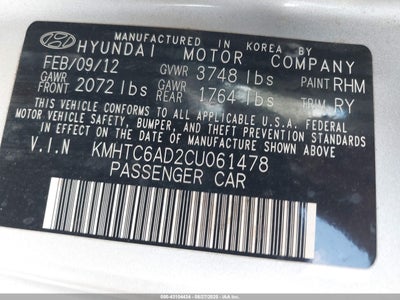 MANUFACTURED IN KOREA BY
HYUNDAI MOTOR COMPANY
FEB/09/12 GVWR 3748 lbs PAINT RHM
GAWR FRONT 2072 lbs GAWR REAR 1764 lbs TRIM RY
THIS VEHICLE CONFORMS TO ALL APPLICABLE U.S.A. FEDERAL
MOTOR VEHICLE SAFETY, BUMPER, AND THEFT PREVENTION STANDARDS
IN EFFECT ON THE DATE OF MANUFACTURE SHOWN ABOVE.
V.I.N KMHTC6AD2CU061478
PASSENGER CAR